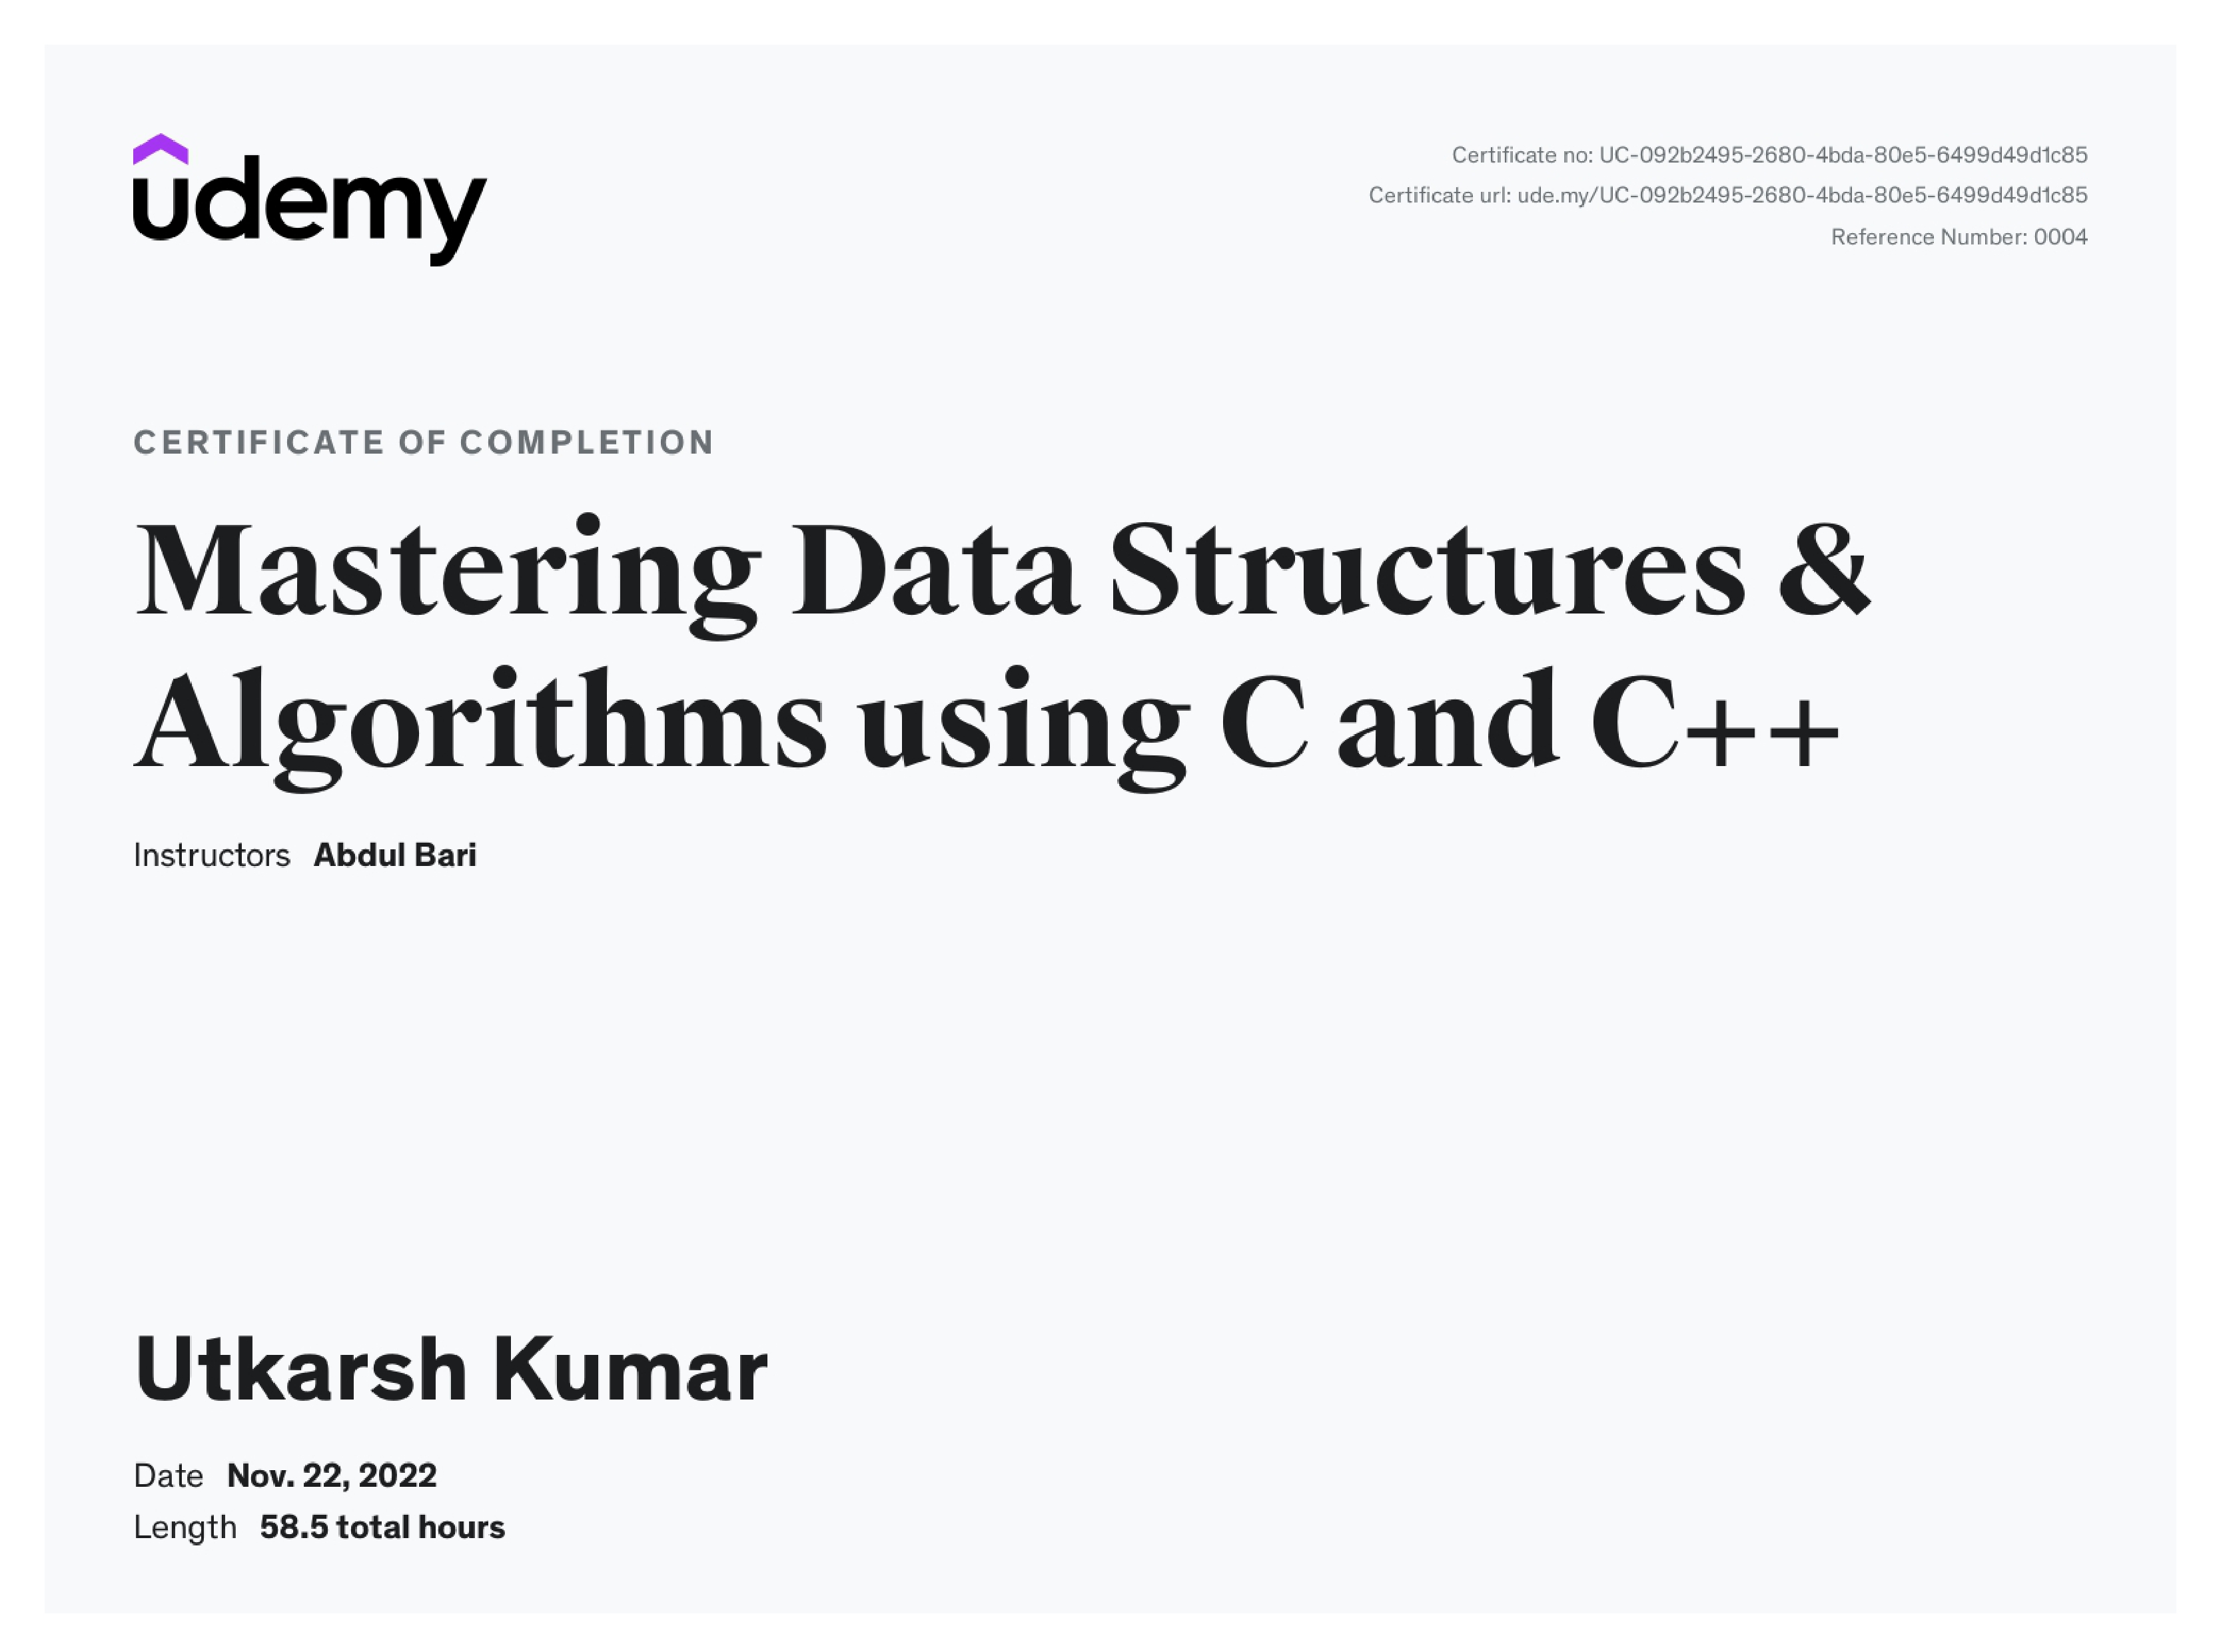 udemy
Certificate no: UC-092b2495-2680-4bda-80e5-6499d49d1c85
Certificate url: ude.my/UC-092b2495-2680-4bda-80e5-6499d49d1c85
Reference Number: 0004
CERTIFICATE OF COMPLETION
Mastering Data Structures &
Algorithms using C and C++
Instructors Abdul Bari
Utkarsh Kumar
Date Nov. 22, 2022
Length 58.5 total hours